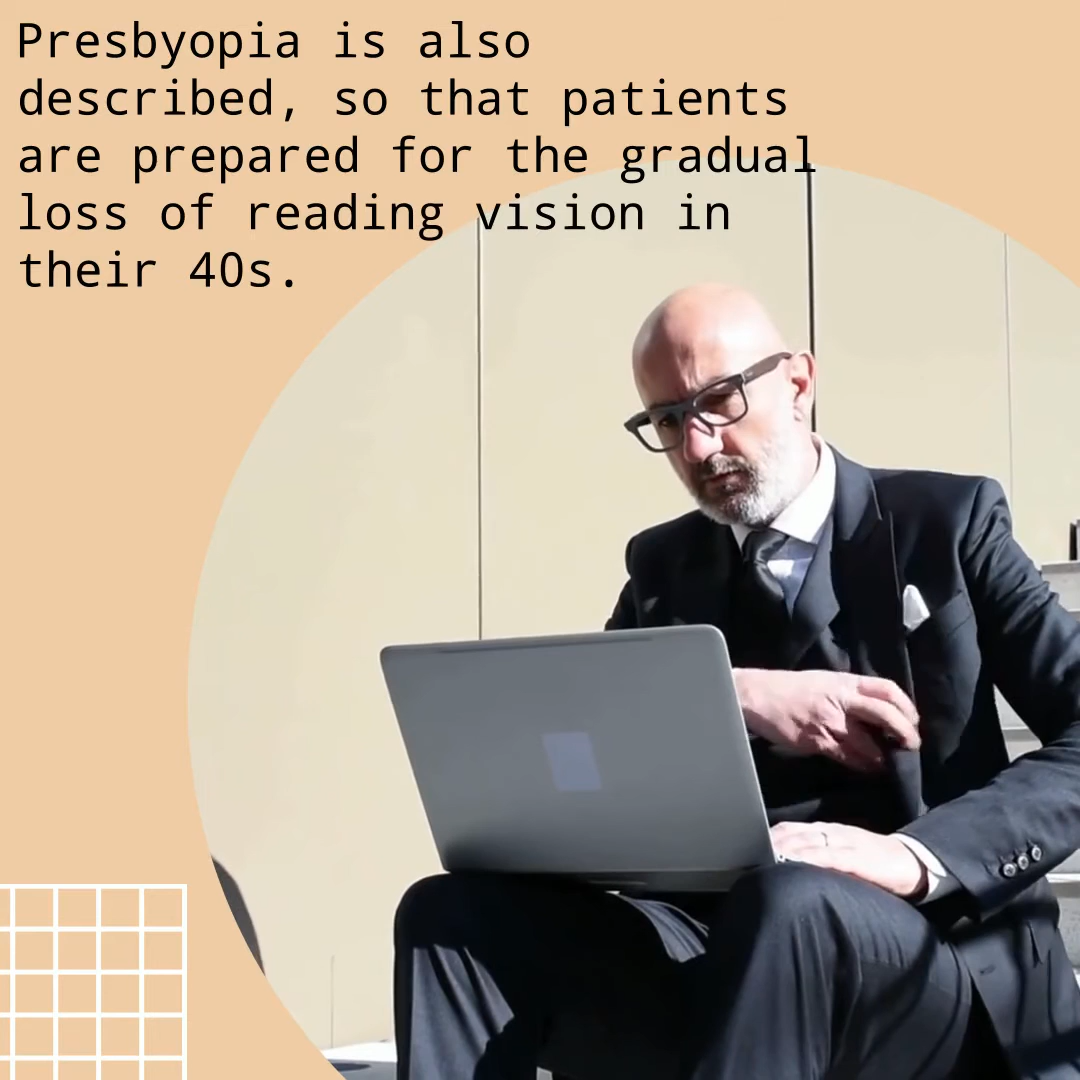 Presbyopia is also
described, so that patients
are prepared for the gradual
loss of reading vision in
their 40s.